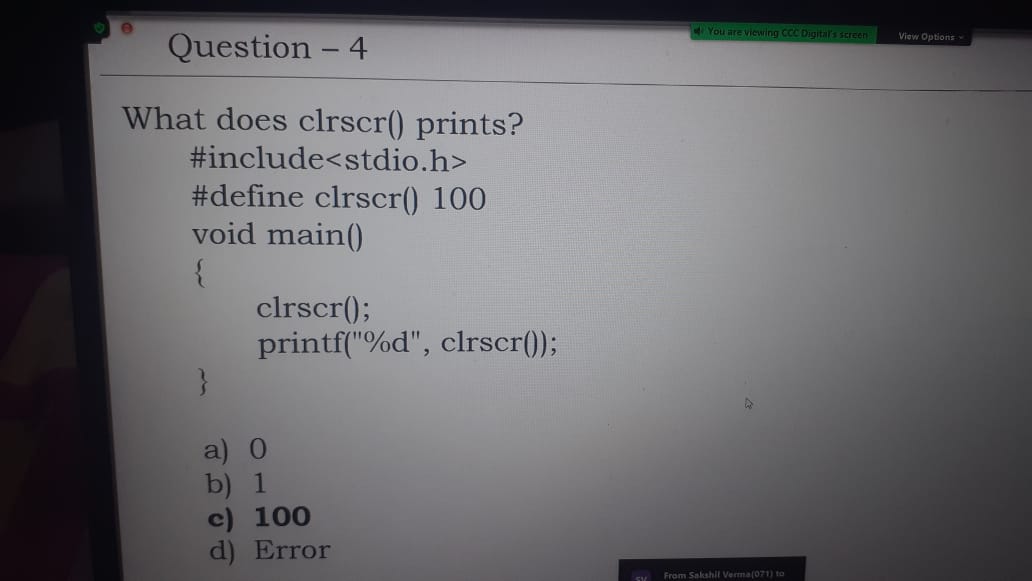 You are viewing CCC Digital's screen
View Options
Question – 4
What does clrscr() prints?
#include<stdio.h>
#define clrscr() 100
void main()
{
clrscr();
printf("%d", clrscr());
}
a) 0
b) 1
c) 100
d) Error
SV
From Sakshil Verma(071) to